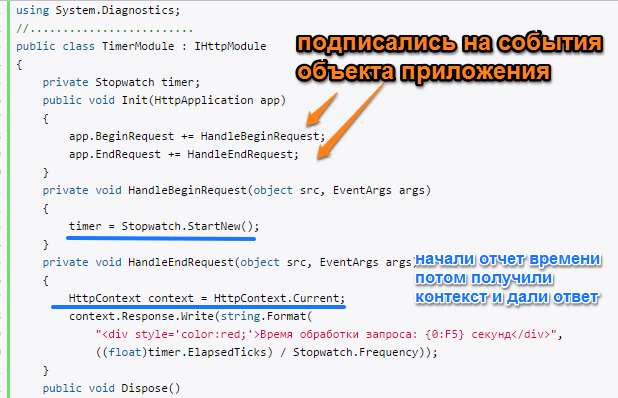 using System.Diagnostics;
//.........................
public class TimerModule : IHttpModule
{
private Stopwatch timer;
public void Init(HttpApplication app)
{
app.BeginRequest += HandleBeginRequest;
app.EndRequest += HandleEndRequest;
}
private void HandleBeginRequest(object src, EventArgs args)
{
timer = Stopwatch.StartNew();
}
private void HandleEndRequest(object src, EventArgs args)
{
HttpContext context = HttpContext.Current;
context.Response.Write(string.Format(
"<div style='color:red;'>Время обработки запроса: {0:F5} секунд</div>",
((float)timer.ElapsedTicks) / Stopwatch.Frequency));
}
public void Dispose()
подписались на события
объекта приложения
начали отчет времени
потом получили
контекст и дали ответ